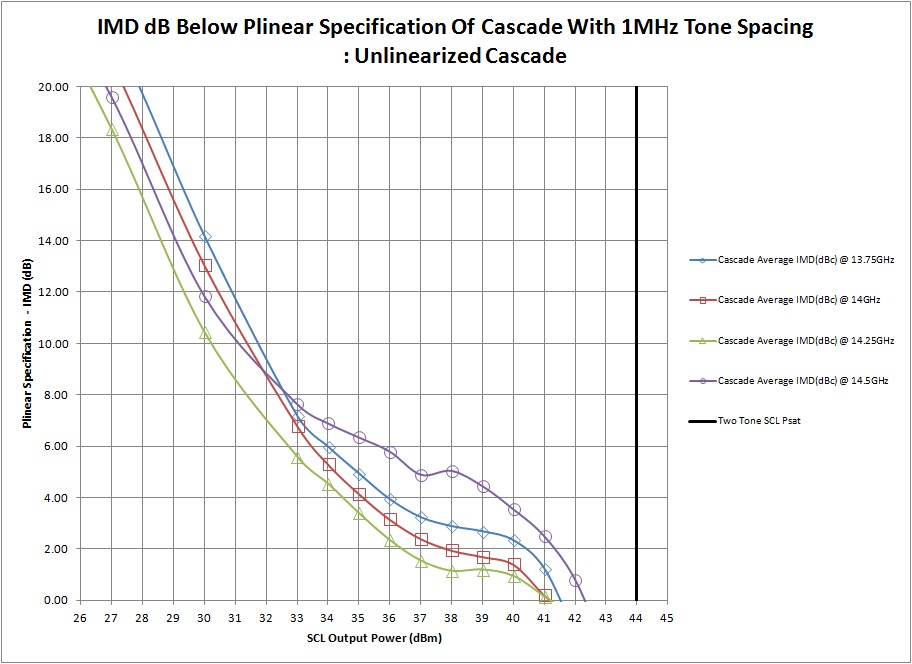 IMD dB Below Plinear Specification Of Cascade With 1MHz Tone Spacing
: Unlinearized Cascade
20.00
18.00
16.00
14.00
12.00
10.00
8.00
6.00
4.00
2.00
0.00
Plinear Specification - IMD (dB)
26 27 28 29 30 31 32 33 34 35 36 37 38 39 40 41 42 43 44 45
SCL Output Power (dBm)
Cascade Average IMD(dBc) @ 13.75GHz
Cascade Average IMD(dBc) @ 14GHz
Cascade Average IMD(dBc) @ 14.25GHz
Cascade Average IMD(dBc) @ 14.5GHz
Two Tone SCL Psat